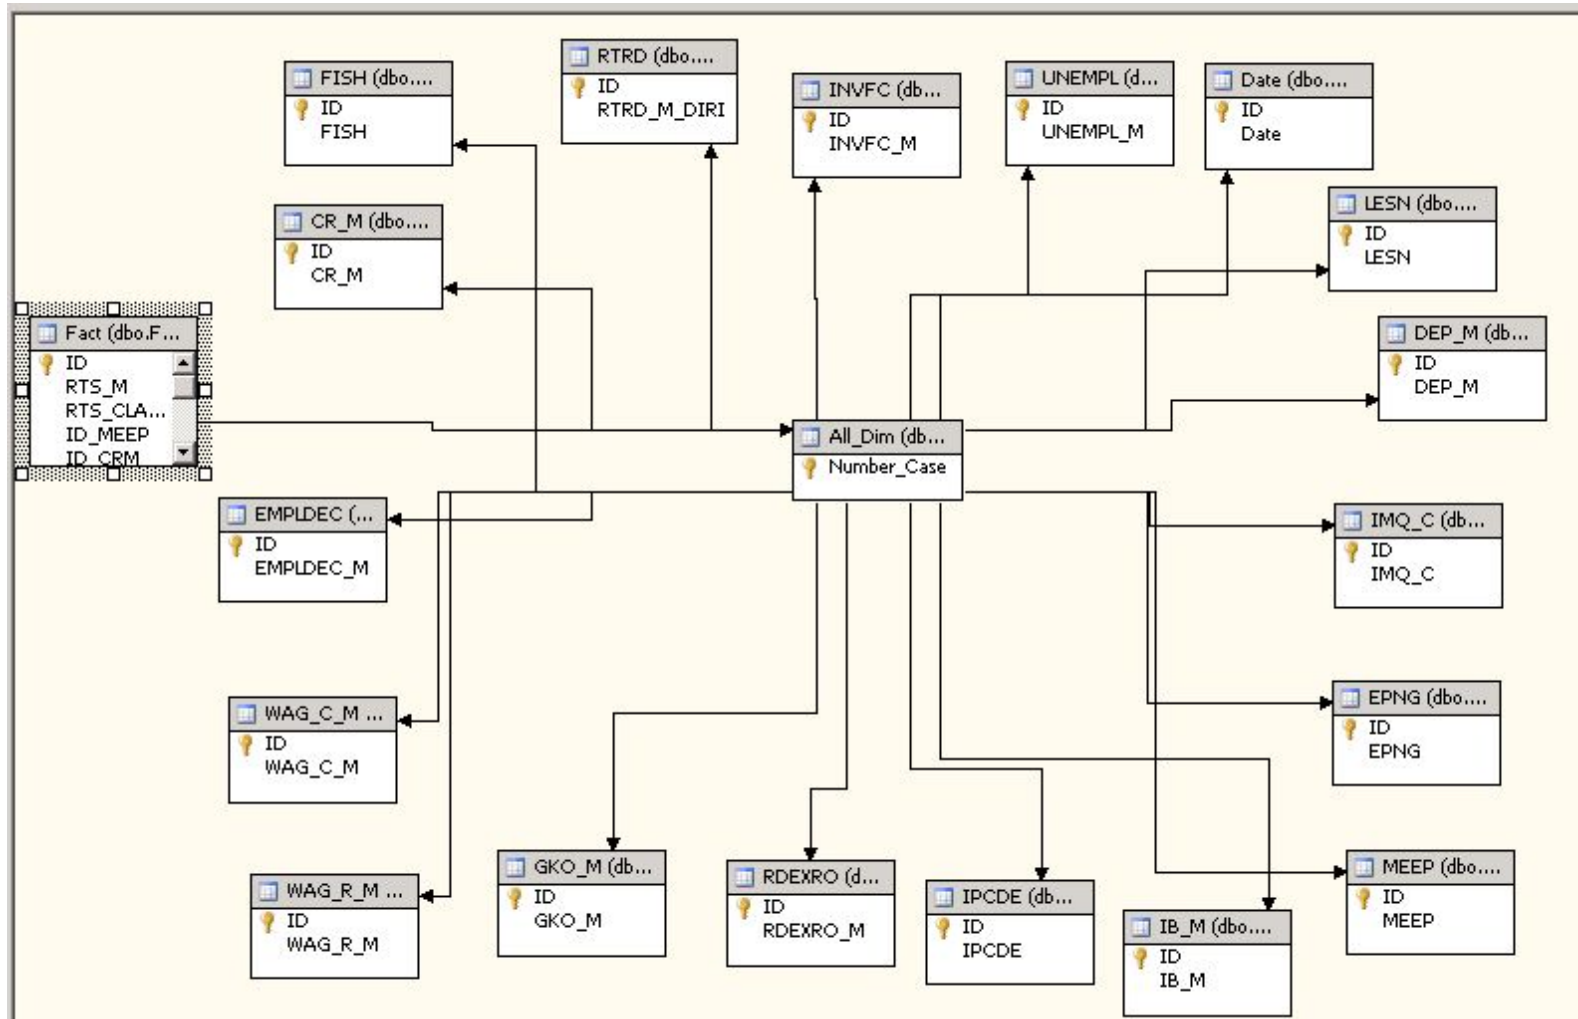 RTRD (dbo....
ID
RTRD_M_DIRI
FISH (dbo....
ID
FISH
INVFC (db...
ID
INVFC_M
UNEMPL (d...
ID
UNEMPL_M
Date (dbo....
ID
Date
CR_M (dbo....
ID
CR_M
LESN (dbo....
ID
LESN
Fact (dbo.F...
ID
RTS_M
RTS_CLA...
ID_MEEP
ID_CRM
DEP_M (db...
ID
DEP_M
All_Dim (db...
Number_Case
EMPLDEC (...
ID
EMPLDEC_M
IMQ_C (db...
ID
IMQ_C
WAG_C_M ...
ID
WAG_C_M
EPNG (dbo....
ID
EPNG
WAG_R_M ...
ID
WAG_R_M
GKO_M (db...
ID
GKO_M
RDEXRO (d...
ID
RDEXRO_M
IPCDE (db...
ID
IPCDE
IB_M (dbo....
ID
IB_M
MEEP (dbo....
ID
MEEP